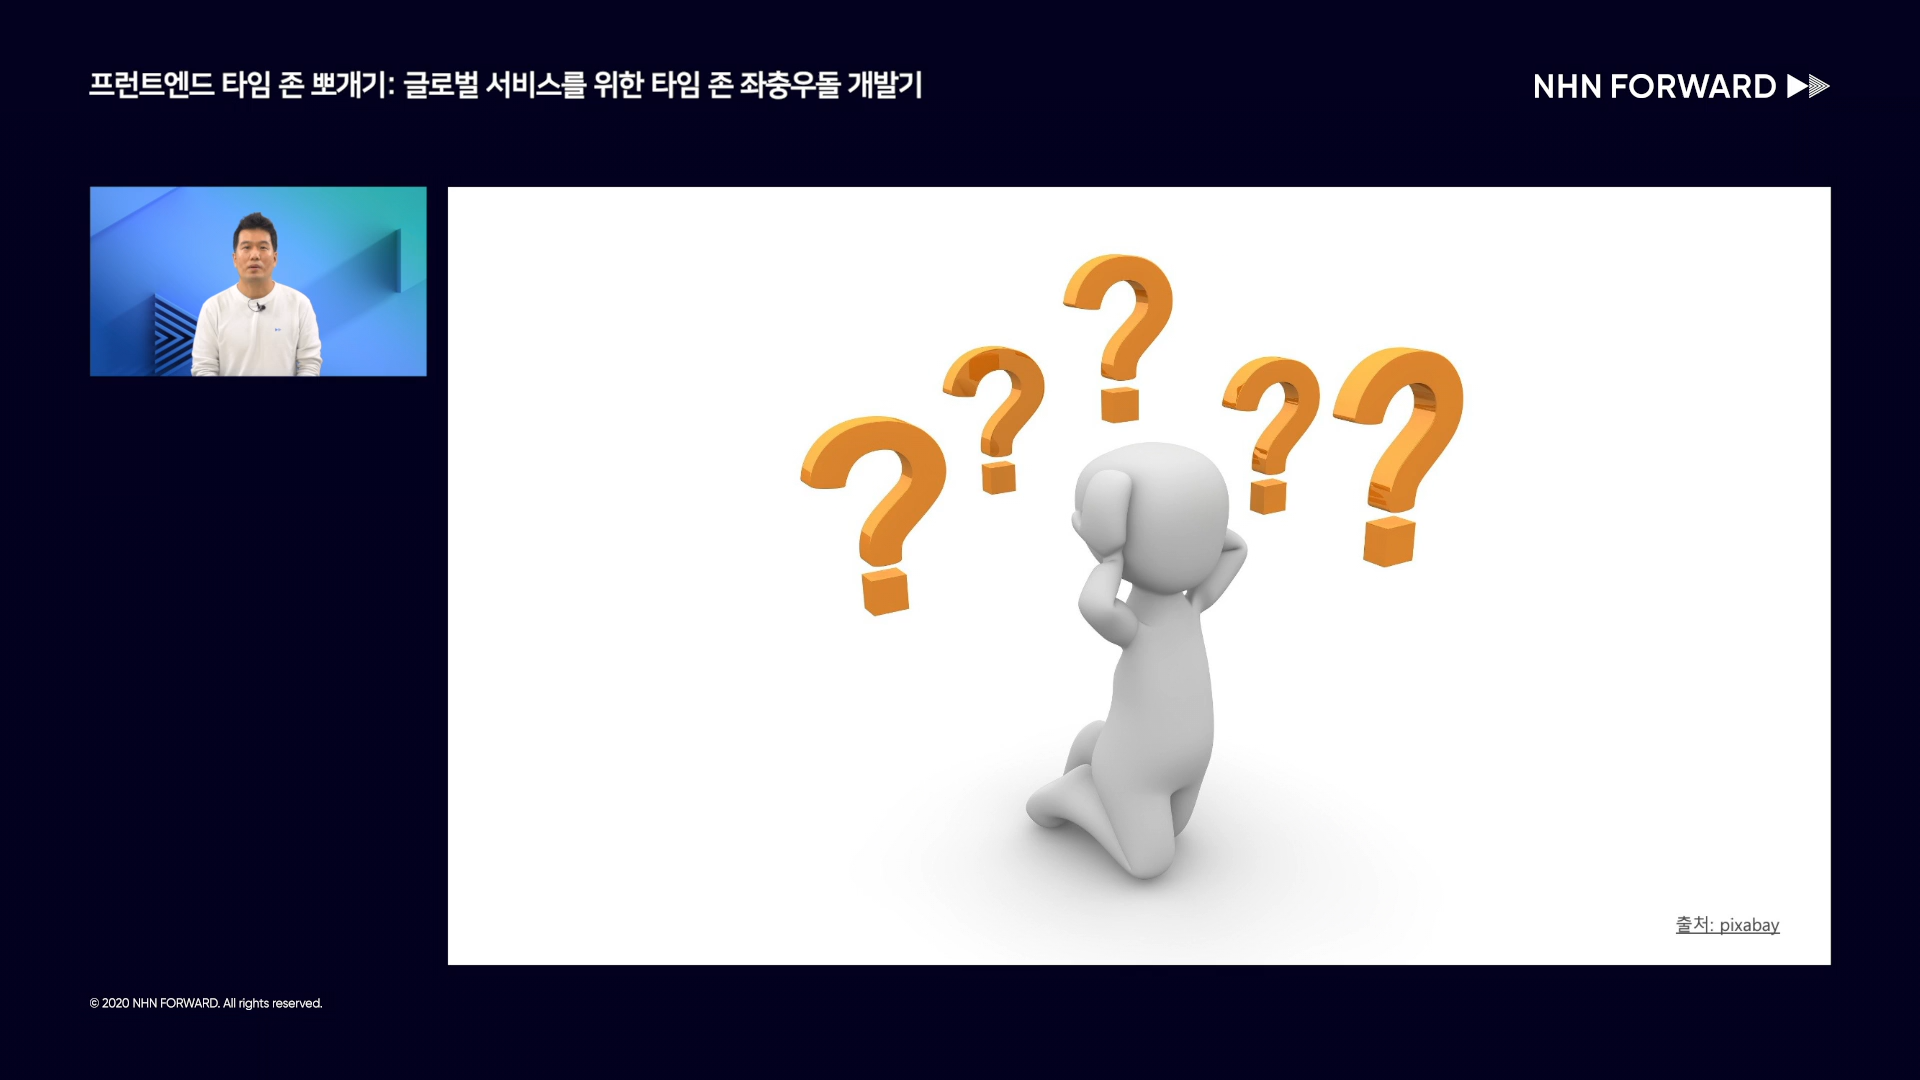 프런트엔드 타임 존 뽀개기: 글로벌 서비스를 위한 타임 존 좌충우돌 개발기
NHN FORWARD
출처: pixabay
© 2020 NHN FORWARD. All rights reserved.